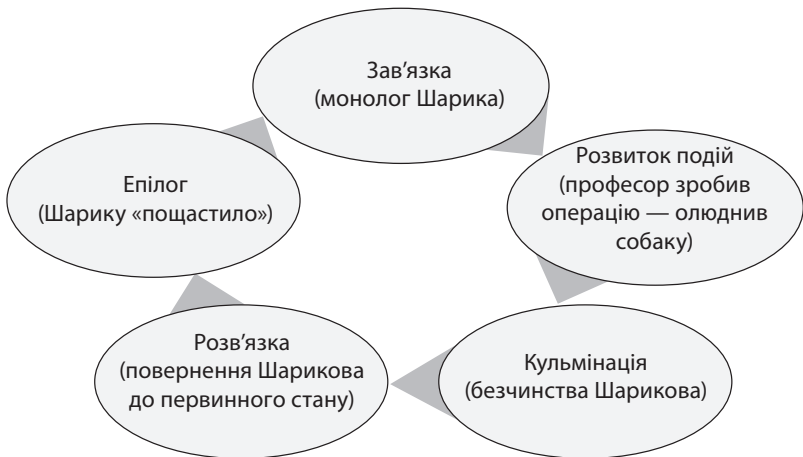 Зав'язка
(монолог Шарика)
Розвиток подій
(професор зробив
операцію — олюднив
собаку)
Кульмінація
(безчинства Шарикова)
Розв'язка
(повернення Шарикова
до первинного стану)
Епілог
(Шарику «пощастило»)